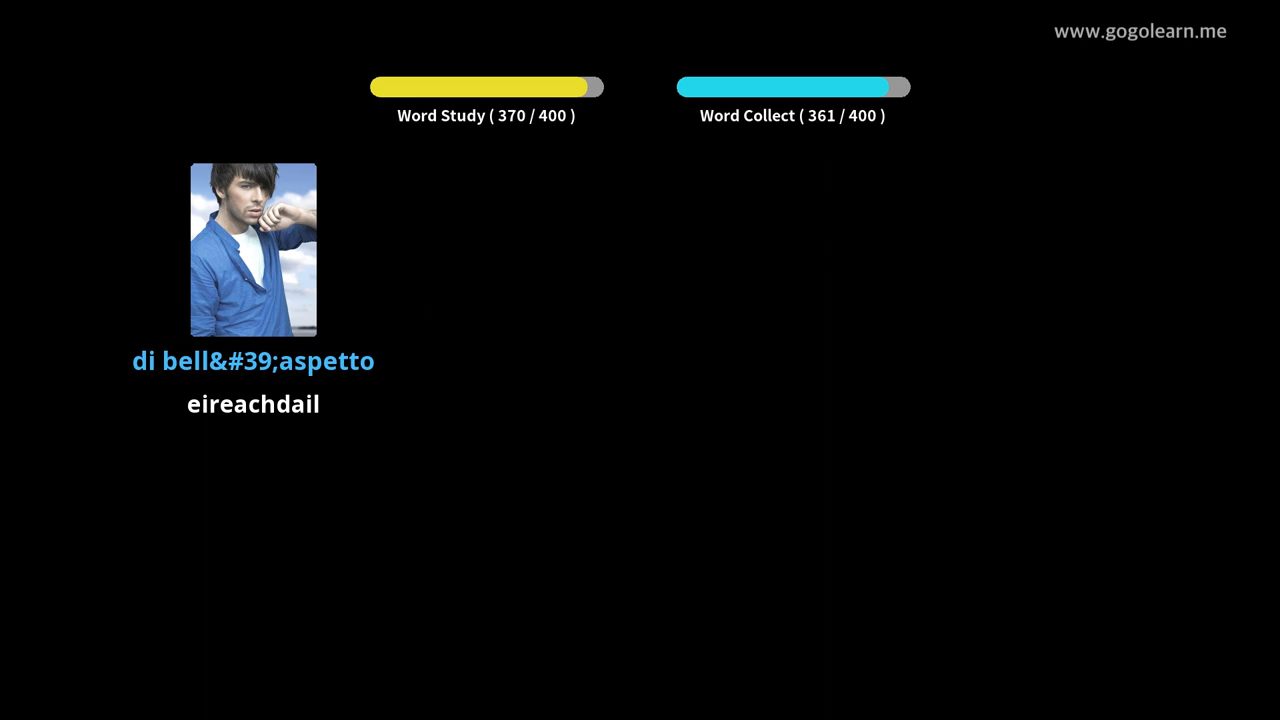 www.gogolearn.me
Word Study ( 370 / 400 )
Word Collect ( 361 / 400 )
di bell&#39;aspetto
eireachdail